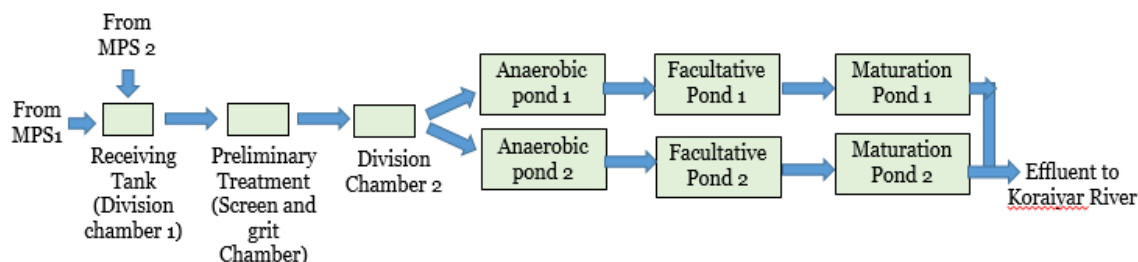 From
MPS 2
From
MPS1
Receiving
Tank
(Division
chamber 1)
Preliminary
Treatment
(Screen and
grit
Chamber)
Division
Chamber 2
Anaerobic
pond 1
Facultative
Pond 1
Maturation
Pond 1
Anaerobic
pond 2
Facultative
Pond 2
Maturation
Pond 2
Effluent to
Koraiyar River